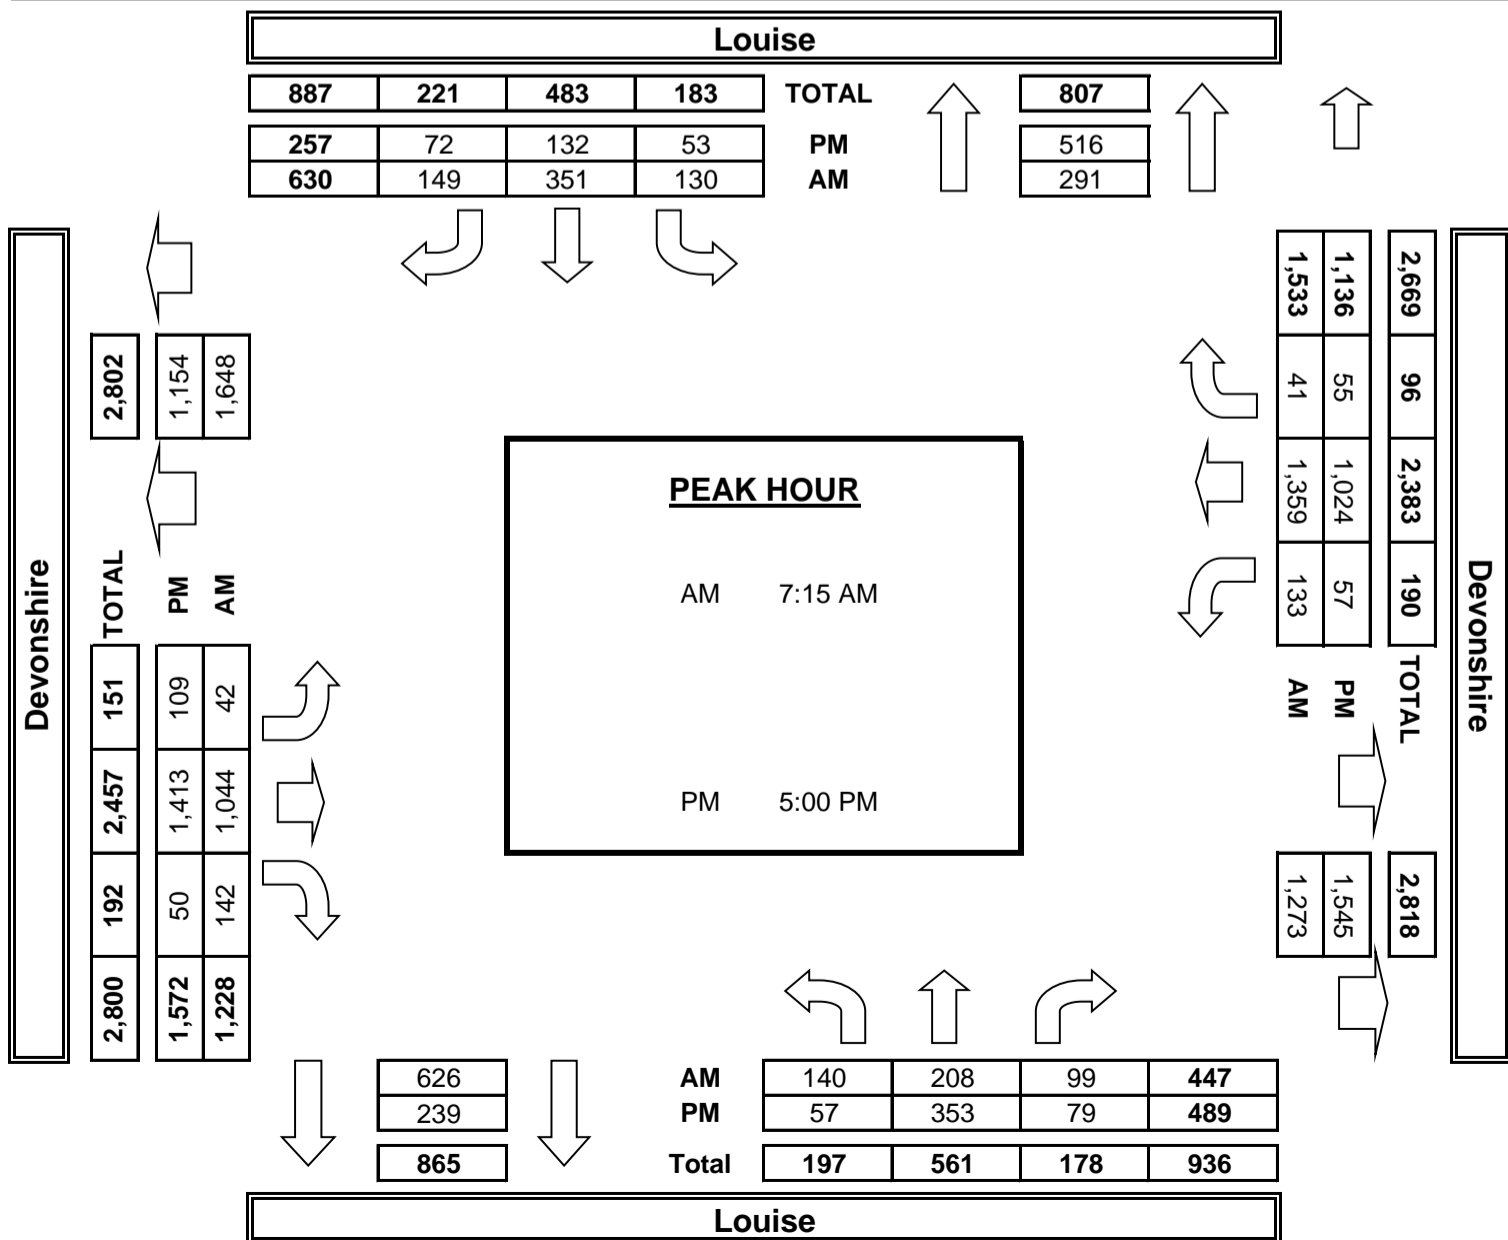 Louise
887 221 483 183 TOTAL 807
257 72 132 53 PM 516
630 149 351 130 AM 291
Devonshire
2,802
1,154
1,648
TOTAL
PM
AM
151 109 42
2,457 1,413 1,044
192 50 142
2,800 1,572 1,228
PEAK HOUR
AM 7:15 AM
PM 5:00 PM
1,533 1,136 2,669
41 55 96
1,359 1,024 2,383
133 57 190
AM PM TOTAL
1,273 1,545 2,818
Devonshire
626 AM 140 208 99 447
239 PM 57 353 79 489
865 Total 197 561 178 936
Louise